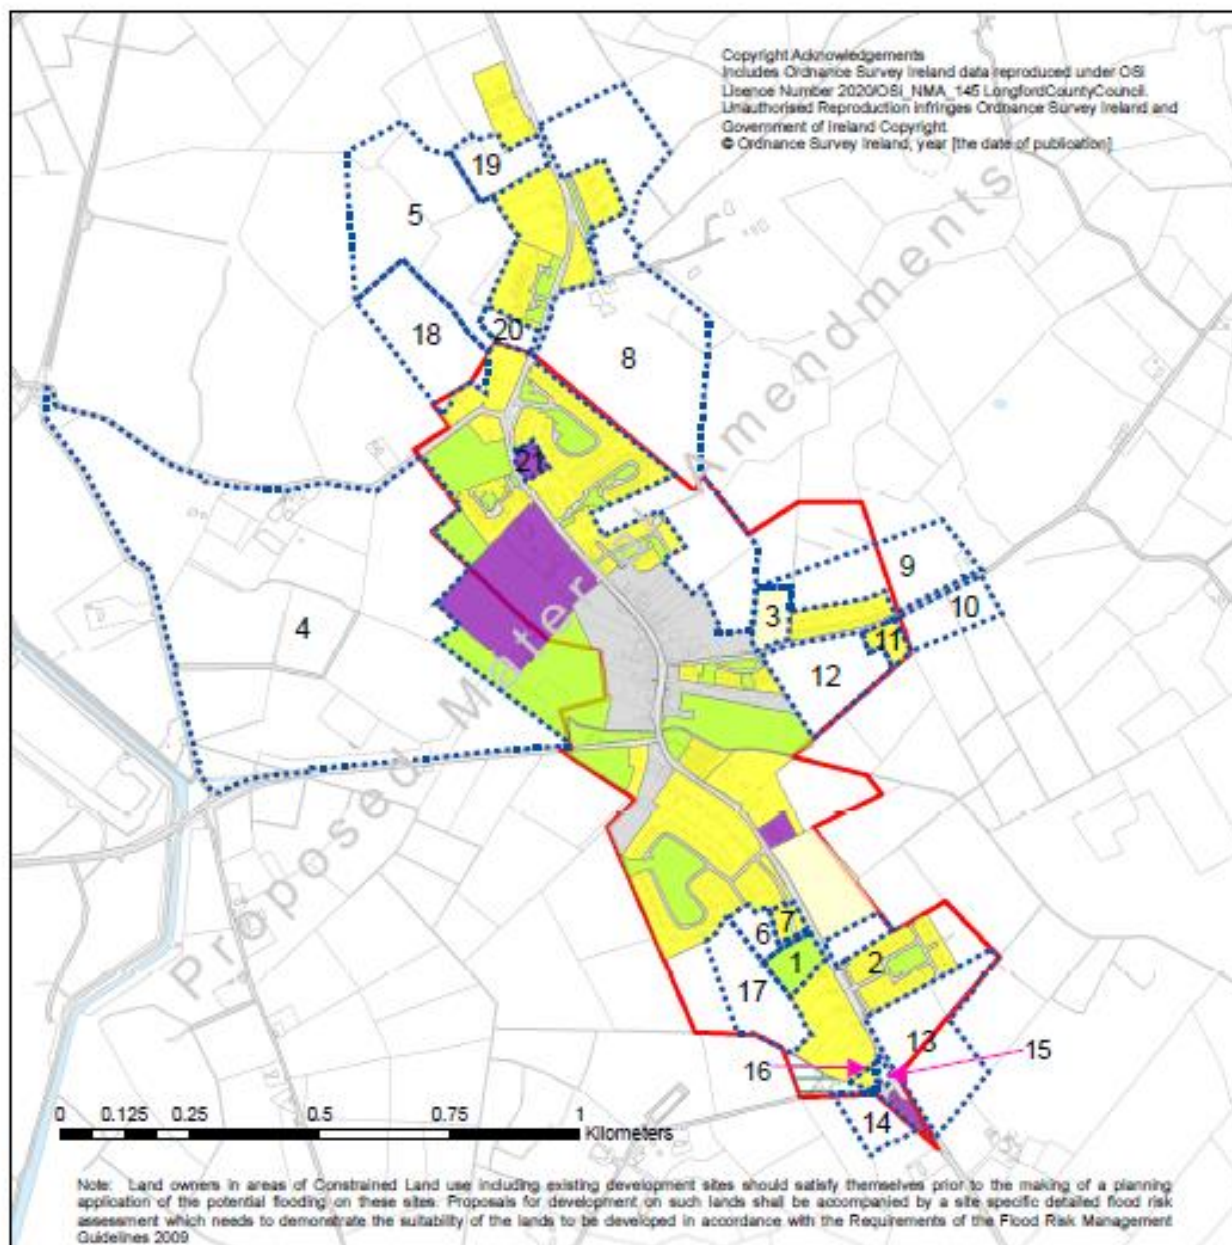 Copyright Acknowledgements
Includes Ordnance Survey Ireland data reproduced under OSi
Licence Number 2020/OSi_NMA_145 LongfordCountyCouncil.
Unauthorised Reproduction infringes Ordnance Survey Ireland and
Government of Ireland Copyright.
© Ordnance Survey Ireland, year [the date of publication]
19
5
20
18
8
21
9
3
10
4
11
12
7
6
1
2
17
13
15
16
14
Proposed Mater Amendments
0 0.125 0.25 0.5 0.75 1
Kilometers
Note: Land owners in areas of Constrained Land use including existing development sites should satisfy themselves prior to the making of a planning
application of the potential flooding on these sites. Proposals for development on such lands shall be accompanied by a site specific detailed flood risk
assessment which needs to demonstrate the suitability of the lands to be developed in accordance with the Requirements of the Flood Risk Management
Guidelines 2009